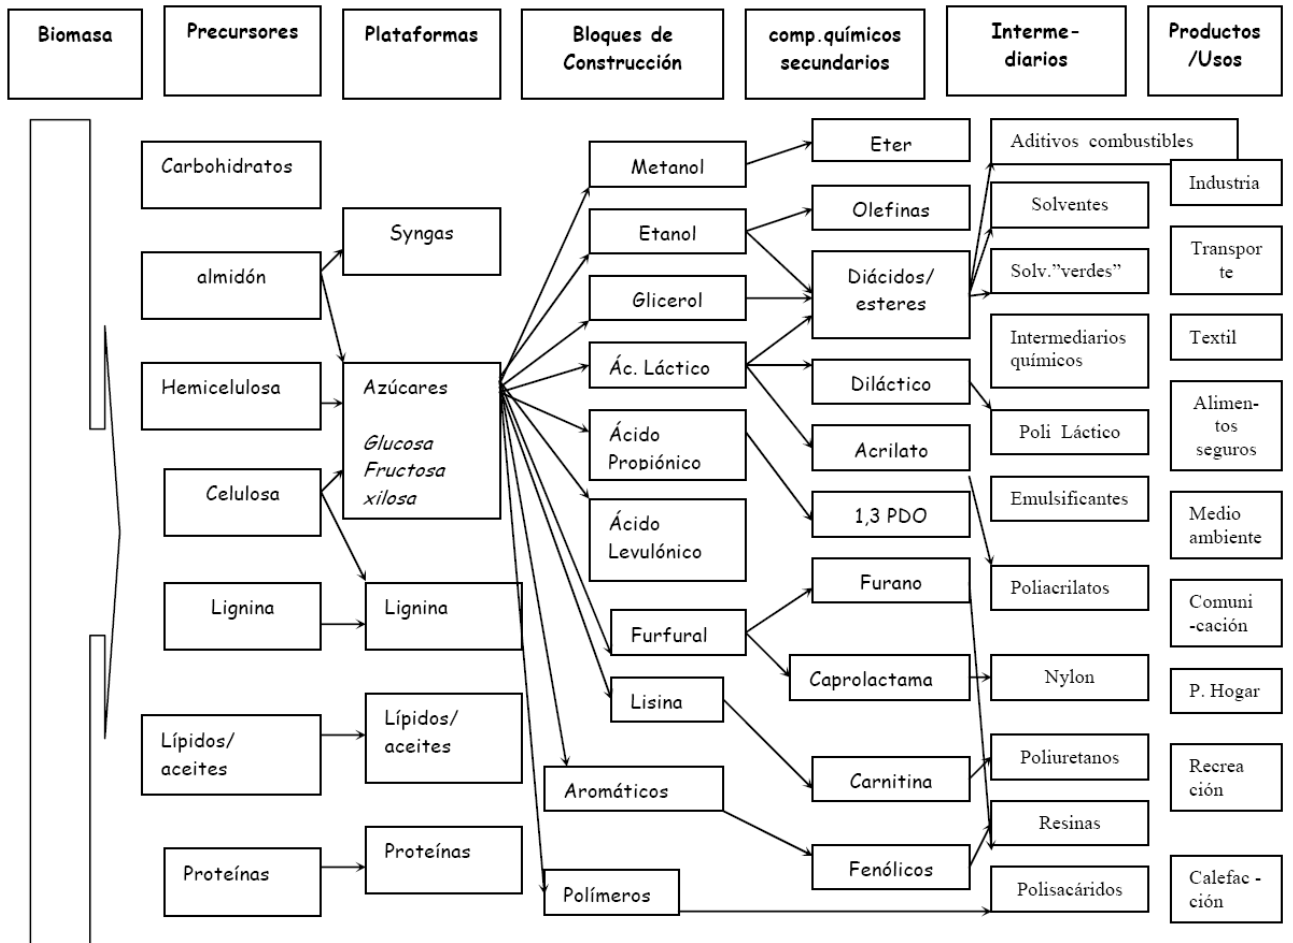 Biomasa
Precursores
Plataformas
Bloques de
Construcción
comp.químicos
secundarios
Interme-
diarios
Productos
/Usos
Carbohidratos
almidón
Hemicelulosa
Celulosa
Lignina
Lípidos/
aceites
Proteínas
Syngas
Azúcares
Glucosa
Fructosa
xilosa
Lignina
Lípidos/
aceites
Proteínas
Metanol
Etanol
Glicerol
Ác. Láctico
Ácido
Propiónico
Ácido
Levulónico
Furfural
Lisina
Aromáticos
Polímeros
Eter
Olefinas
Diácidos/
esteres
Diláctico
Acrilato
1,3 PDO
Furano
Caprolactama
Carnitina
Fenólicos
Aditivos combustibles
Solventes
Solv.”verdes”
Intermediarios
químicos
Poli Láctico
Emulsificantes
Poliacrilatos
Nylon
Poliuretanos
Resinas
Polisacáridos
Industria
Transpor
te
Textil
Alimen-
tos
seguros
Medio
ambiente
Comuni
-cación
P. Hogar
Recrea
ción
Calefac -
ción